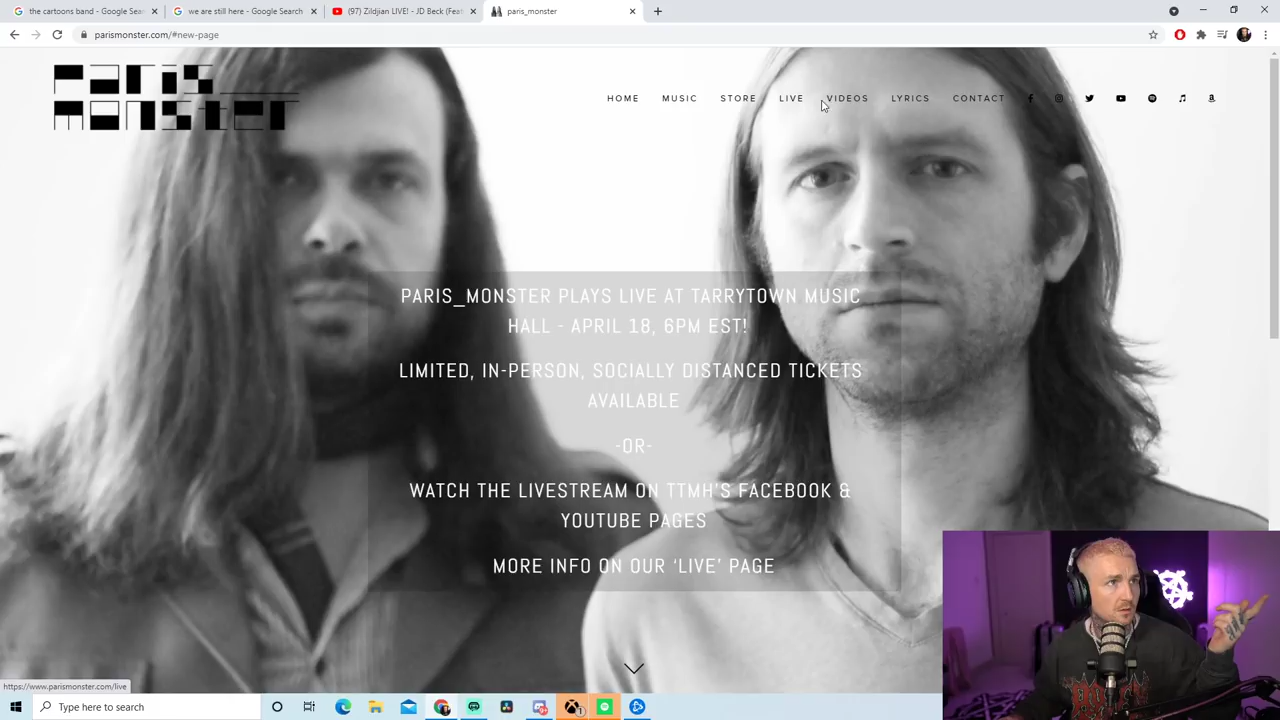 the cartoons band - Google Sea
we are still here - Google Search
(97) Zildjian LIVE! - JD Beck (Feat
paris_monster
parismonster.com/#new-page
paris_
monster
HOME MUSIC STORE LIVE VIDEOS LYRICS CONTACT
PARIS_MONSTER PLAYS LIVE AT TARRYTOWN MUSIC
HALL - APRIL 18, 6PM EST!
LIMITED, IN-PERSON, SOCIALLY DISTANCED TICKETS
AVAILABLE
-OR-
WATCH THE LIVESTREAM ON TTMH'S FACEBOOK &
YOUTUBE PAGES
MORE INFO ON OUR 'LIVE' PAGE
https://www.parismonster.com/live
Type here to search